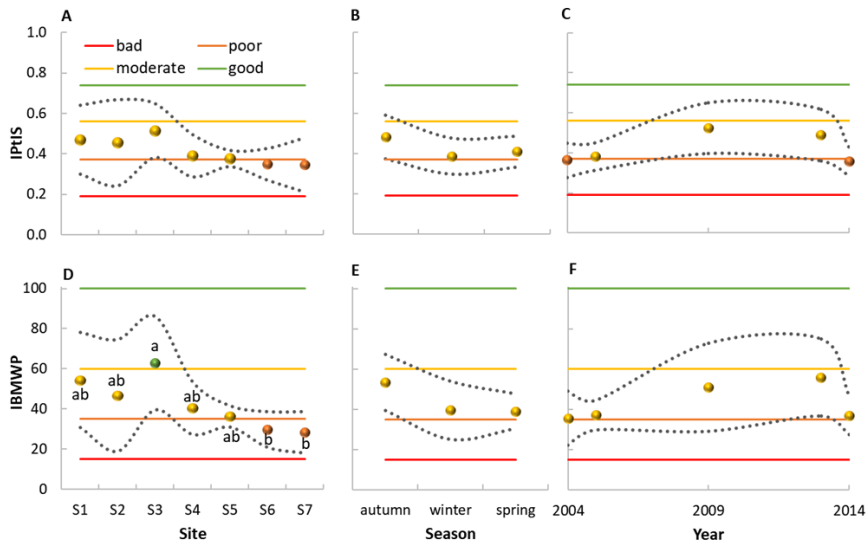 A
B
C
bad
poor
moderate
good
1.0
0.8
0.6
0.4
0.2
0.0
IPtIS
D
E
F
100
80
60
40
20
0
IBMWP
ab
ab
a
ab
ab
b
b
S1 S2 S3 S4 S5 S6 S7
Site
autumn winter spring
Season
2004 2009 2014
Year